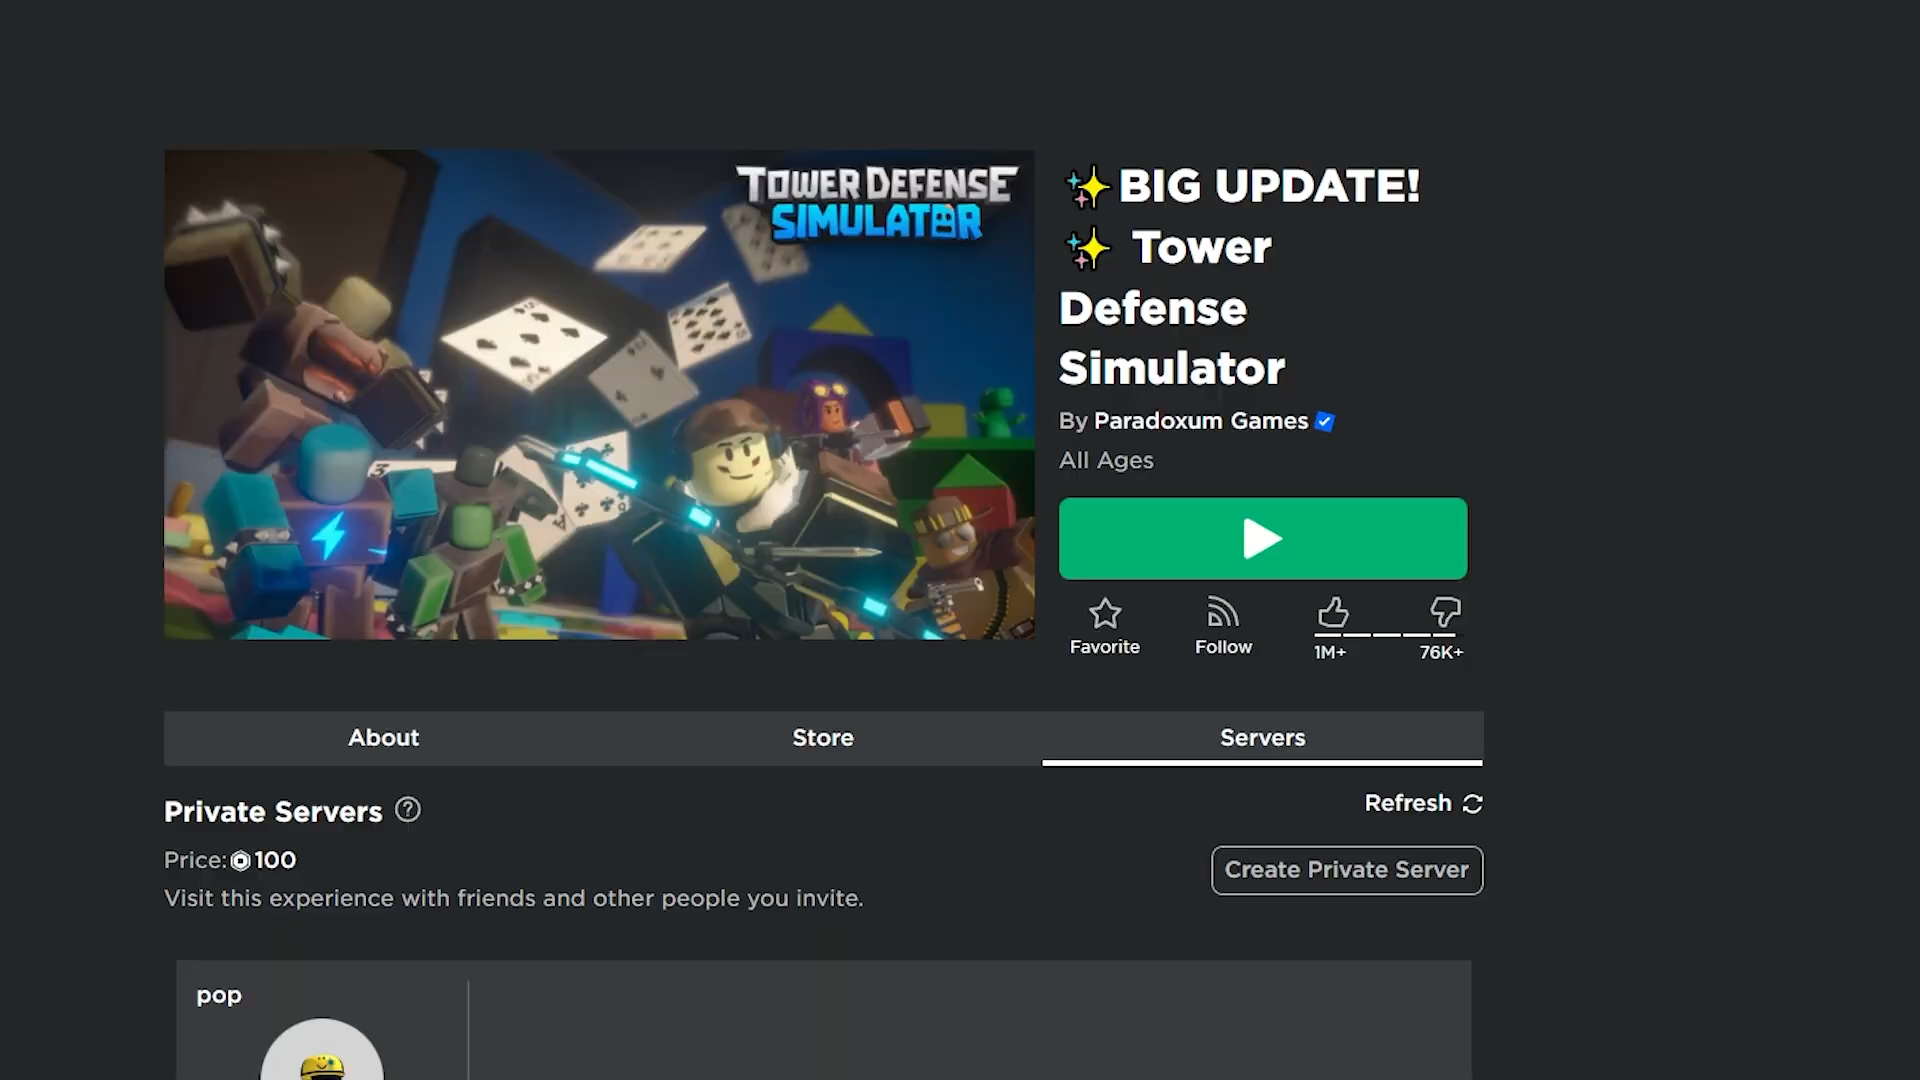 TOWER DEFENSE
SIMULATOR
BIG UPDATE!
Tower
Defense
Simulator
By Paradoxum Games
All Ages
Favorite
Follow
1M+
76K+
About
Store
Servers
Private Servers
Refresh
Price: 100
Create Private Server
Visit this experience with friends and other people you invite.
pop